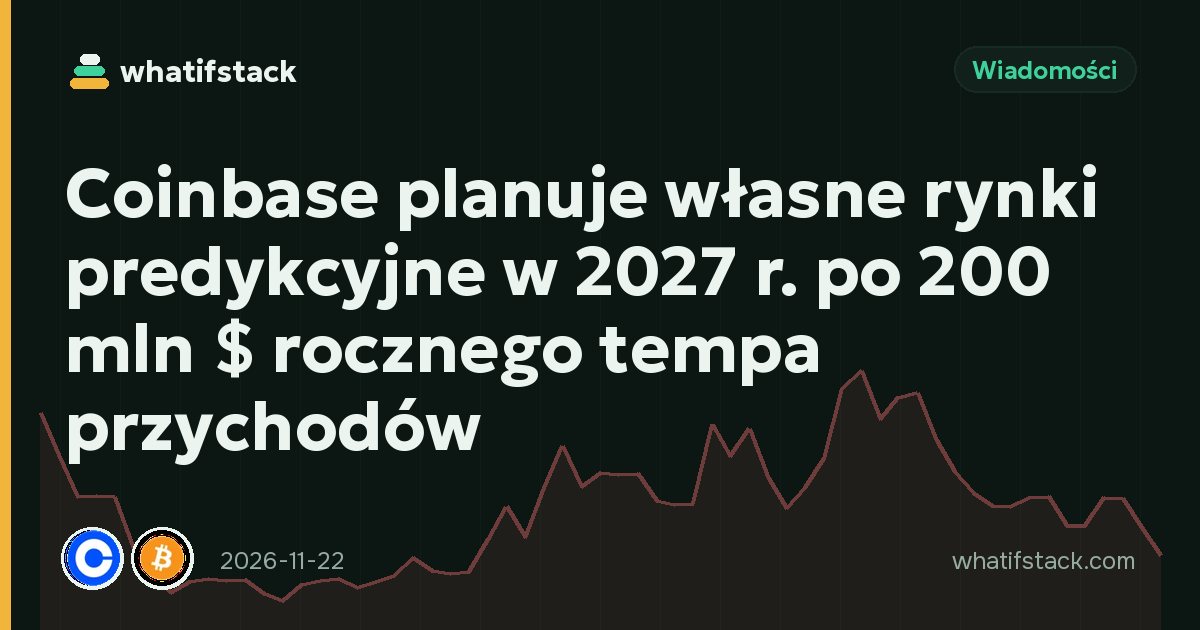 whatifstack
Wiadomości
Coinbase planuje własne rynki
predykcyjne w 2027 r. po 200
mln $ rocznego tempa
przychodów
2026-11-22
whatifstack.com